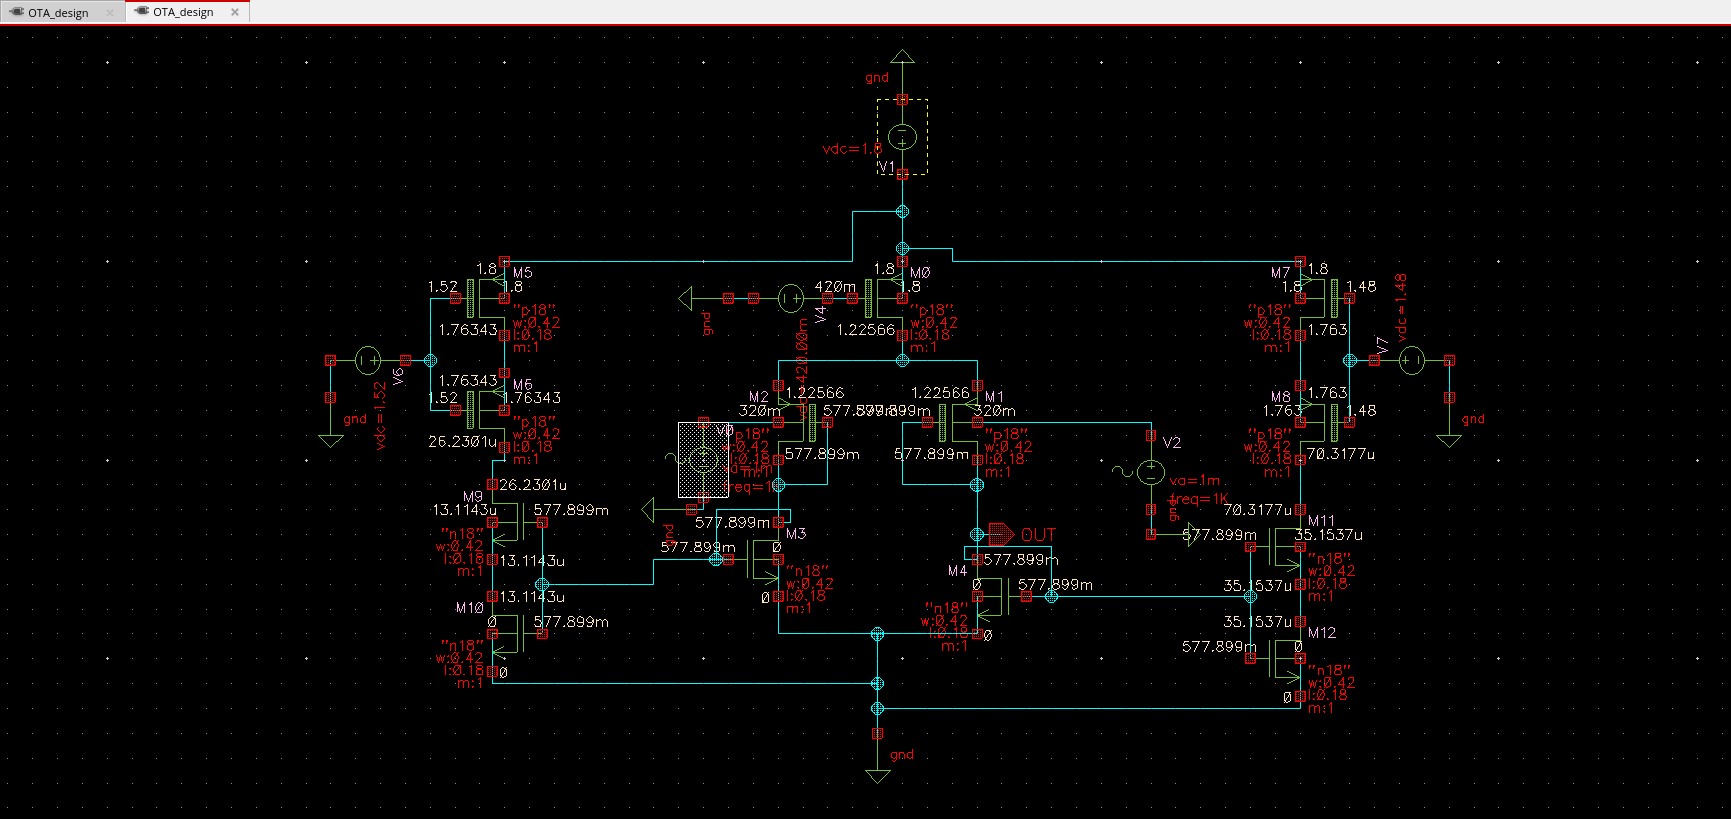 OTA_design
OTA_design
gnd
vdc=1.8
V1
1.8
M5
1.8
1.52
"p18"
w:0.42
l:0.18
m:1
1.76343
V6
vdc=1.52
gnd
1.76343
M6
1.52
1.76343
"p18"
w:0.42
l:0.18
m:1
26.2301u
1.8
M0
420m
1.8
V4
gnd
"p18"
w:0.42
l:0.18
m:1
1.22566
M7
1.8
1.8
1.48
"p18"
w:0.42
l:0.18
m:1
1.763
V7
vdc=1.48
gnd
1.763
M8
1.763
1.48
"p18"
w:0.42
l:0.18
m:1
70.3177u
M2
1.22566
320m
577.899m
"p18"
w:0.42
l:0.18
m:1
577.899m
1.22566
M1
320m
577.899m
"p18"
w:0.42
l:0.18
m:1
V0
gnd
V2
va=1m
freq=1K
gnd
M9
26.2301u
13.1143u
577.899m
"n18"
w:0.42
l:0.18
m:1
13.1143u
M10
13.1143u
0
577.899m
"n18"
w:0.42
l:0.18
m:1
0
577.899m
M3
577.899m
0
"n18"
w:0.42
l:0.18
m:1
0
OUT
577.899m
M4
0
577.899m
"n18"
w:0.42
l:0.18
m:1
0
70.3177u
M11
577.899m
35.1537u
"n18"
w:0.42
l:0.18
m:1
35.1537u
35.1537u
M12
577.899m
0
"n18"
w:0.42
l:0.18
m:1
0
gnd